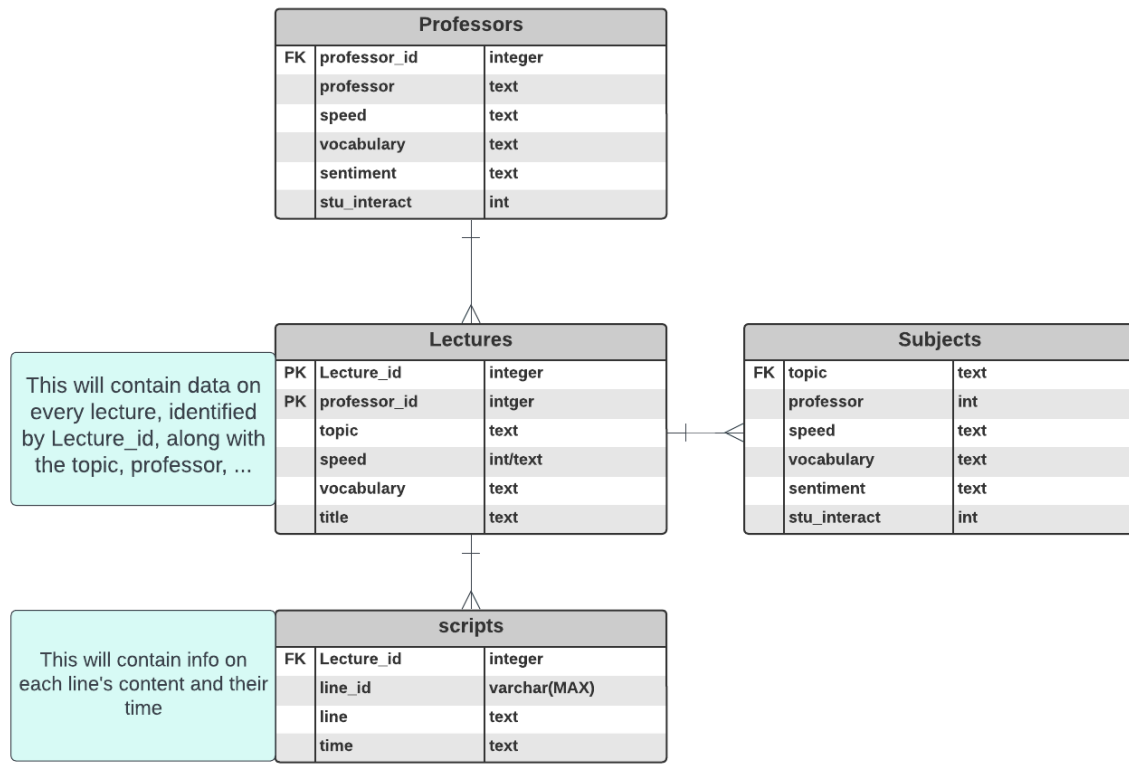 Professors
FK professor_id integer
professor text
speed text
vocabulary text
sentiment text
stu_interact int
Lectures
PK Lecture_id integer
PK professor_id intger
topic text
speed int/text
vocabulary text
title text
Subjects
FK topic text
professor int
speed text
vocabulary text
sentiment text
stu_interact int
This will contain data on
every lecture, identified
by Lecture_id, along with
the topic, professor, ...
scripts
FK Lecture_id integer
line_id varchar(MAX)
line text
time text
This will contain info on
each line's content and their
time